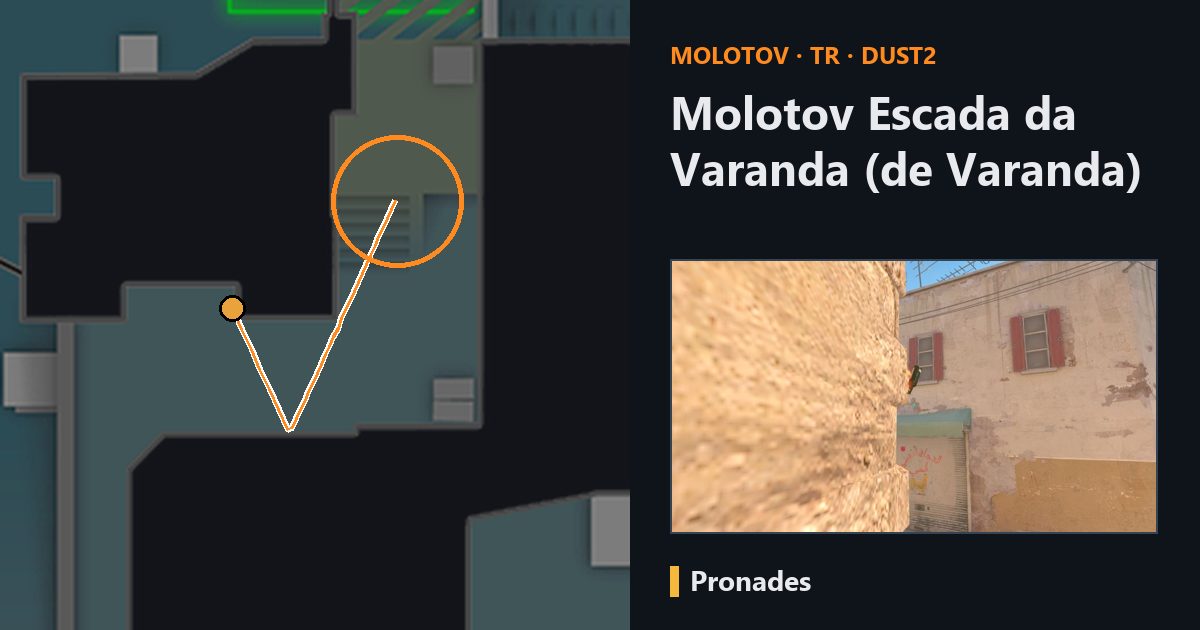 MOLOTOV · TR · DUST2
Molotov Escada da
Varanda (de Varanda)
Pronades